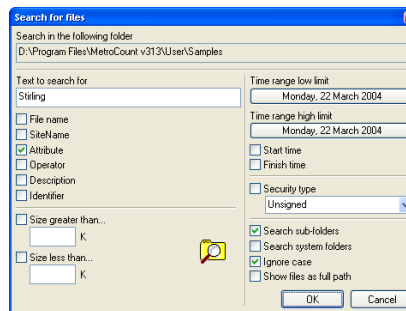 Search for files
Search in the following folder
D:\Program Files\MetroCount v313\User\Samples
Text to search for
Stirling
File name
SiteName
Attribute
Operator
Description
Identifier
Size greater than...
K
Size less than...
K
Time range low limit
Monday, 22 March 2004
Time range high limit
Monday, 22 March 2004
Start time
Finish time
Security type
Unsigned
Search sub-folders
Search system folders
Ignore case
Show files as full path
OK
Cancel